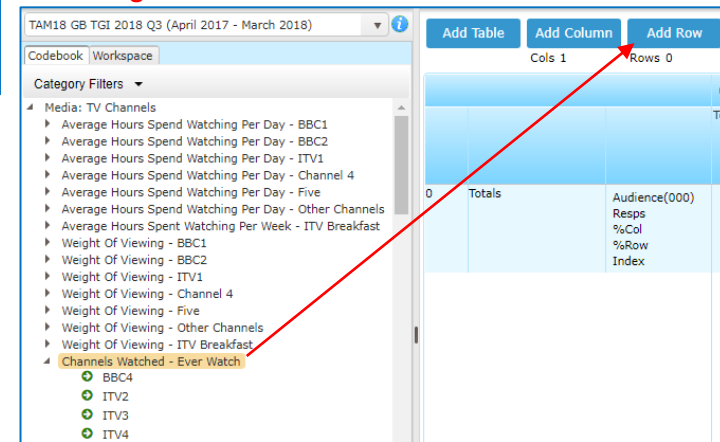 TAM18 GB TGI 2018 Q3 (April 2017 - March 2018)
Codebook Workspace
Category Filters
Media: TV Channels
Average Hours Spend Watching Per Day - BBC1
Average Hours Spend Watching Per Day - BBC2
Average Hours Spend Watching Per Day - ITV1
Average Hours Spend Watching Per Day - Channel 4
Average Hours Spend Watching Per Day - Five
Average Hours Spend Watching Per Day - Other Channels
Average Hours Spent Watching Per Week - ITV Breakfast
Weight Of Viewing - BBC1
Weight Of Viewing - BBC2
Weight Of Viewing - ITV1
Weight Of Viewing - Channel 4
Weight Of Viewing - Five
Weight Of Viewing - Other Channels
Weight Of Viewing - ITV Breakfast
Channels Watched - Ever Watch
BBC4
ITV2
ITV3
ITV4
Add Table Add Column Add Row
Cols 1 Rows 0
0 Totals Audience(000)
Resps
%Col
%Row
Index